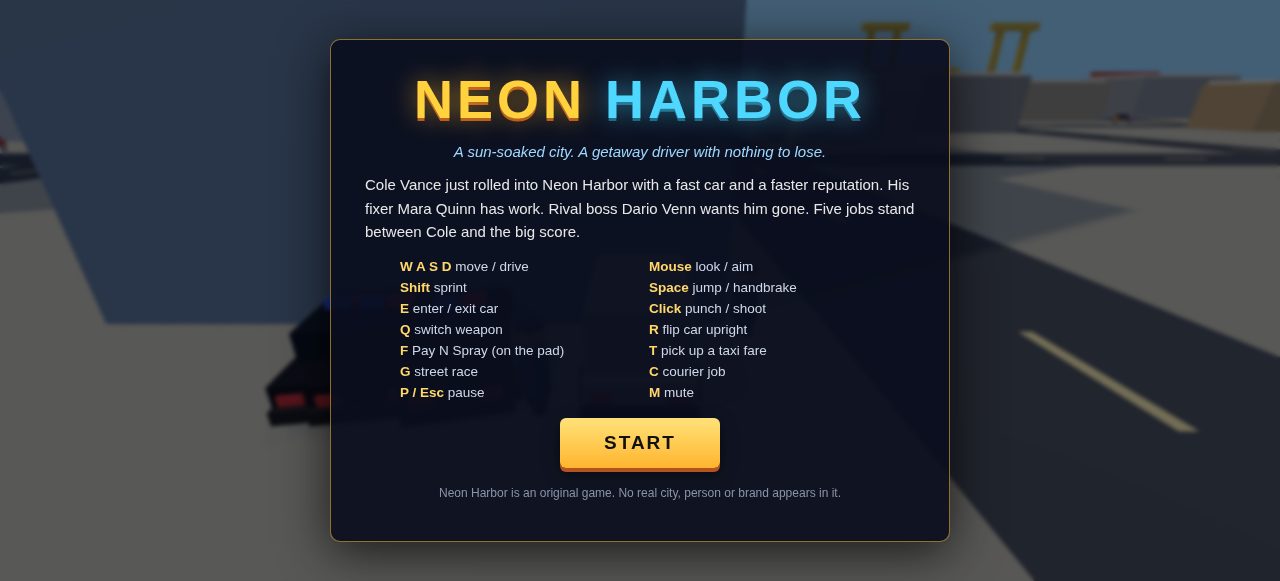 NEON HARBOR
A sun-soaked city. A getaway driver with nothing to lose.
Cole Vance just rolled into Neon Harbor with a fast car and a faster reputation. His
fixer Mara Quinn has work. Rival boss Dario Venn wants him gone. Five jobs stand
between Cole and the big score.
W A S D move / drive
Mouse look / aim
Shift sprint
Space jump / handbrake
E enter / exit car
Click punch / shoot
Q switch weapon
R flip car upright
F Pay N Spray (on the pad)
T pick up a taxi fare
G street race
C courier job
P / Esc pause
M mute
START
Neon Harbor is an original game. No real city, person or brand appears in it.